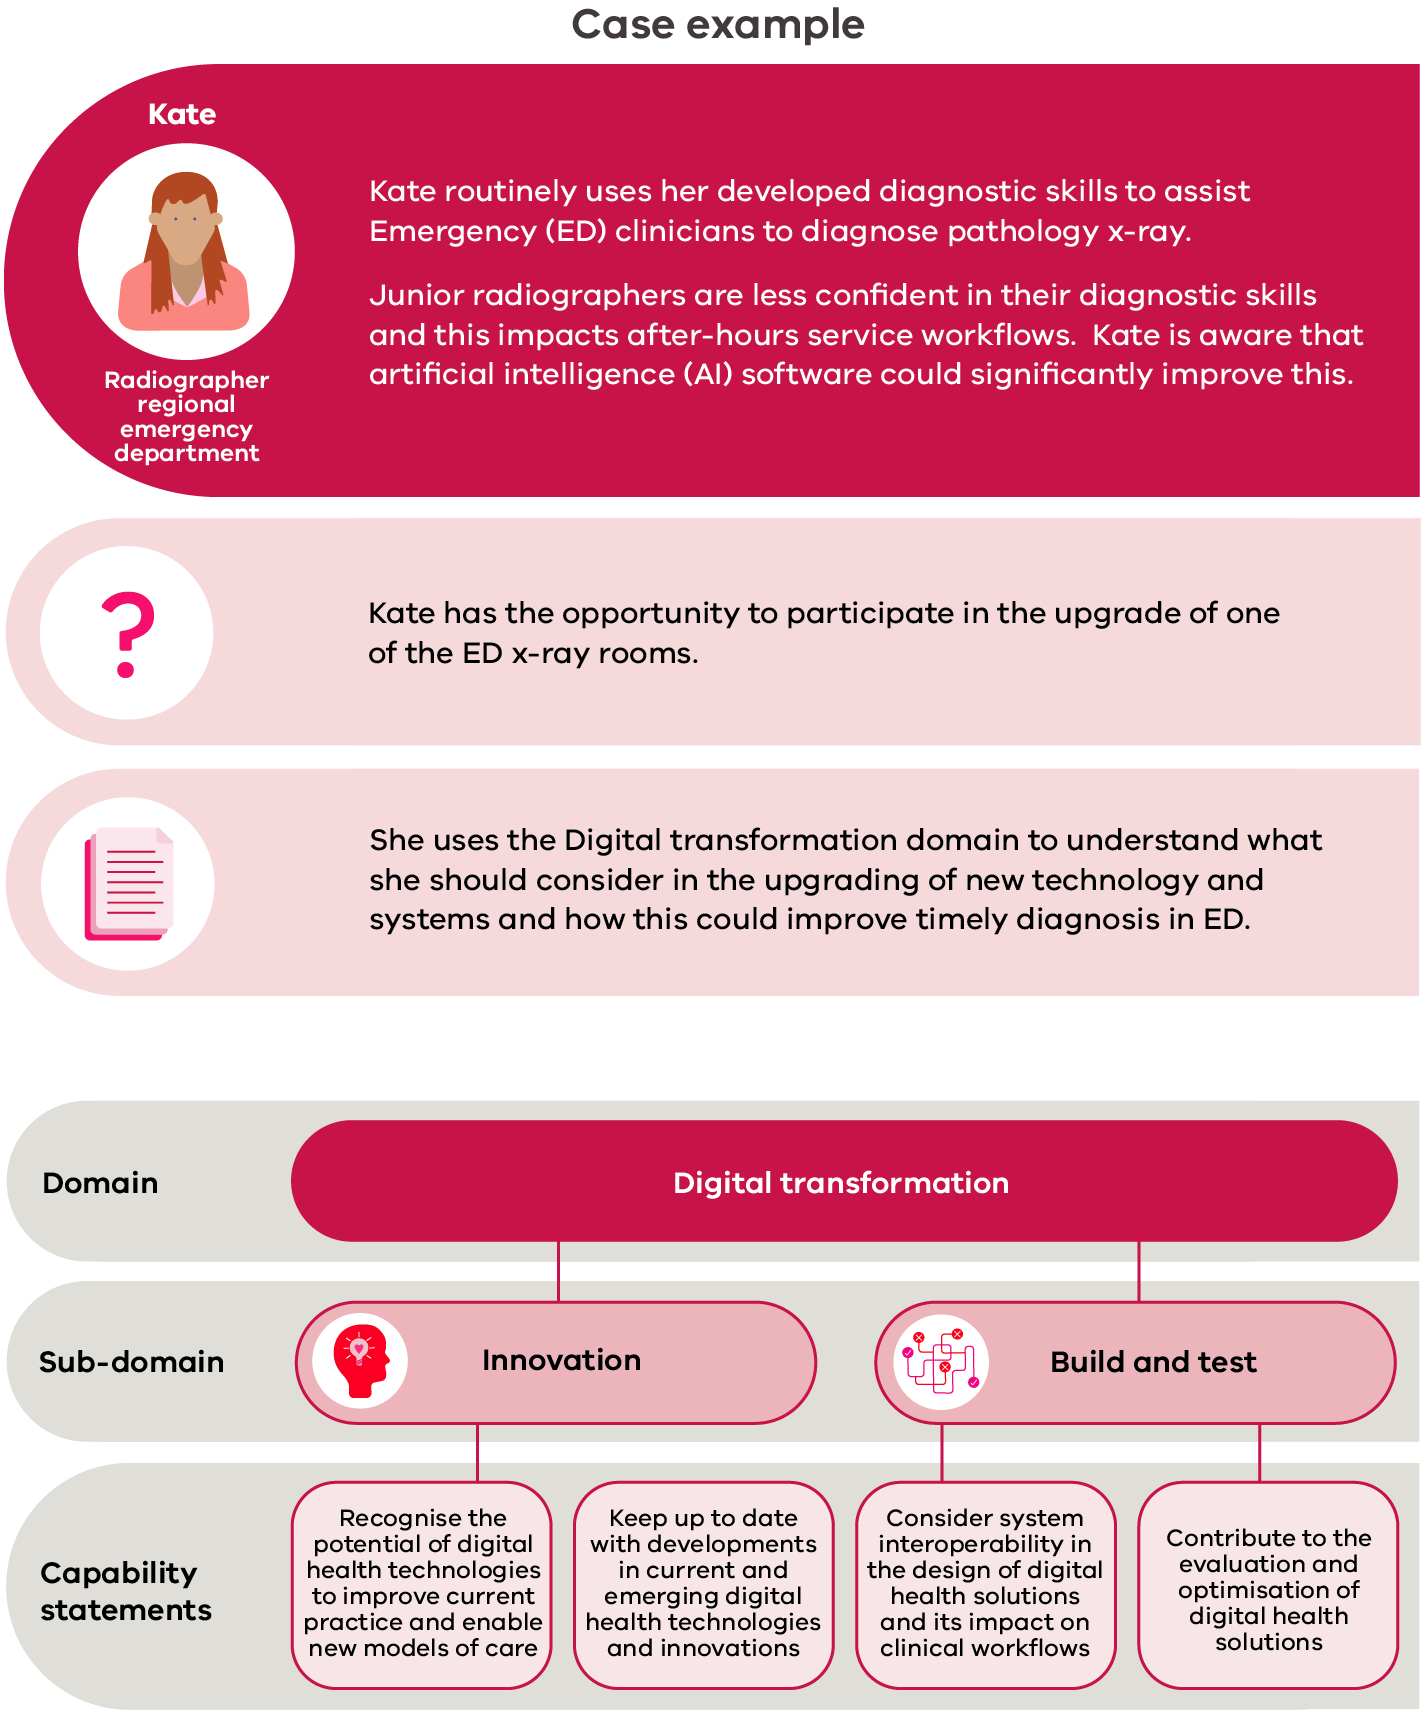 Case example
Kate
Radiographer
regional
emergency
department
Kate routinely uses her developed diagnostic skills to assist
Emergency (ED) clinicians to diagnose pathology x-ray.
Junior radiographers are less confident in their diagnostic skills
and this impacts after-hours service workflows.  Kate is aware that
artificial intelligence (AI) software could significantly improve this.
?
Kate has the opportunity to participate in the upgrade of one
of the ED x-ray rooms.
She uses the Digital transformation domain to understand what
she should consider in the upgrading of new technology and
systems and how this could improve timely diagnosis in ED.
Domain
Digital transformation
Sub-domain
Innovation
Build and test
Capability
statements
Recognise the
potential of digital
health technologies
to improve current
practice and enable
new models of care
Keep up to date
with developments
in current and
emerging digital
health technologies
and innovations
Consider system
interoperability in
the design of digital
health solutions
and its impact on
clinical workflows
Contribute to the
evaluation and
optimisation of
digital health
solutions